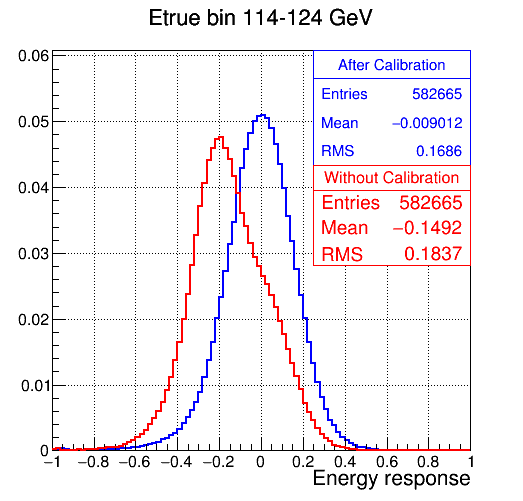 Etrue bin 114-124 GeV
After Calibration
Entries 582665
Mean −0.009012
RMS 0.1686
Without Calibration
Entries 582665
Mean −0.1492
RMS 0.1837
0.06
0.05
0.04
0.03
0.02
0.01
0
−1 −0.8 −0.6 −0.4 −0.2 0 0.2 0.4 0.6 0.8 1
Energy response